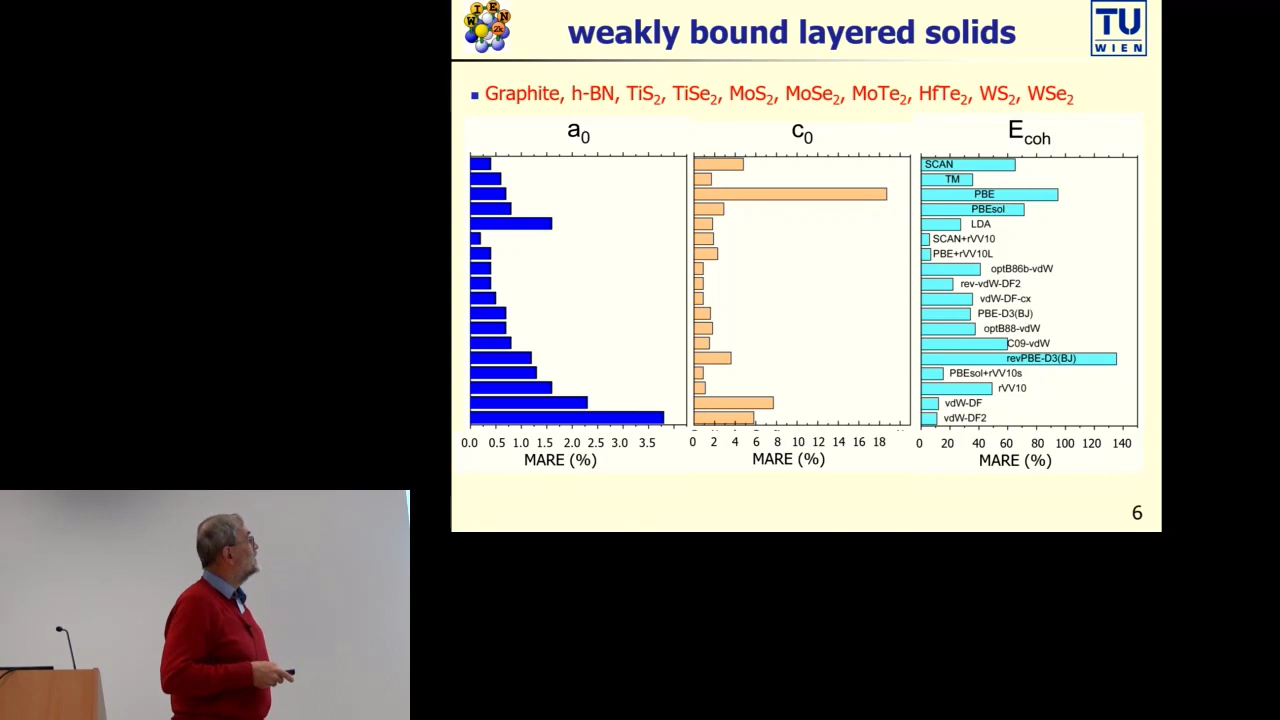 WIEN 2k
weakly bound layered solids
TU
WIEN
Graphite, h-BN, TiS2, TiSe2, MoS2, MoSe2, MoTe2, HfTe2, WS2, WSe2
a0
c0
Ecoh
SCAN
TM
PBE
PBEsol
LDA
SCAN+rVV10
PBE+rVV10L
optB86b-vdW
rev-vdW-DF2
vdW-DF-cx
PBE-D3(BJ)
optB88-vdW
C09-vdW
revPBE-D3(BJ)
PBEsol+rVV10s
rVV10
vdW-DF
vdW-DF2
0.0 0.5 1.0 1.5 2.0 2.5 3.0 3.5
0 2 4 6 8 10 12 14 16 18
0 20 40 60 80 100 120 140
MARE (%)
MARE (%)
MARE (%)
6